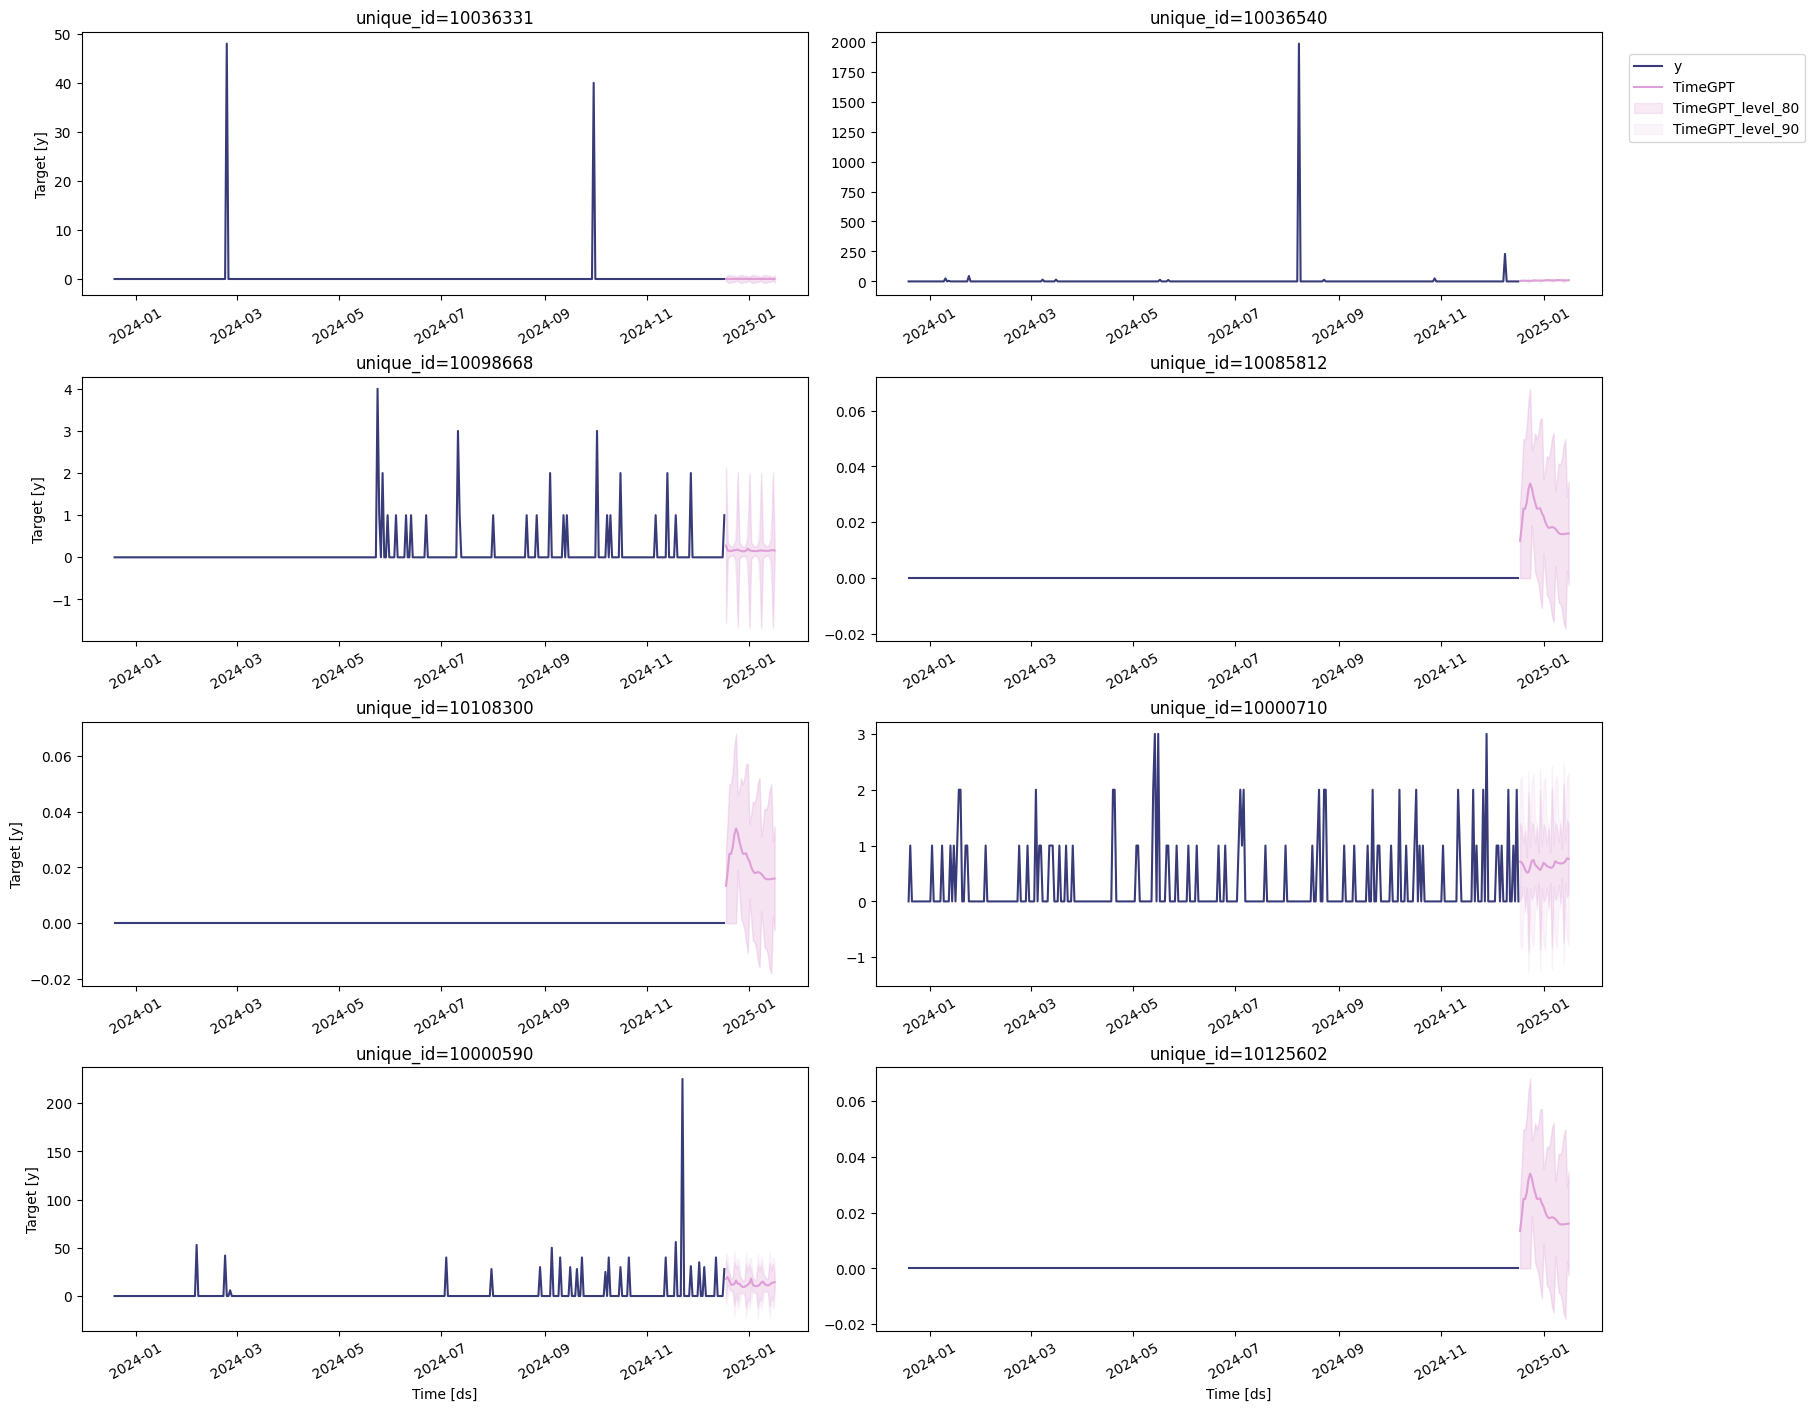 unique_id=10036331
Target [y]
50
40
30
20
10
0
2024-01 2024-03 2024-05 2024-07 2024-09 2024-11 2025-01
unique_id=10036540
2000
1750
1500
1250
1000
750
500
250
0
2024-01 2024-03 2024-05 2024-07 2024-09 2024-11 2025-01
y
TimeGPT
TimeGPT_level_80
TimeGPT_level_90
unique_id=10098668
Target [y]
4
3
2
1
0
−1
2024-01 2024-03 2024-05 2024-07 2024-09 2024-11 2025-01
unique_id=10085812
0.06
0.04
0.02
0.00
−0.02
2024-01 2024-03 2024-05 2024-07 2024-09 2024-11 2025-01
unique_id=10108300
Target [y]
0.06
0.04
0.02
0.00
−0.02
2024-01 2024-03 2024-05 2024-07 2024-09 2024-11 2025-01
unique_id=10000710
3
2
1
0
−1
2024-01 2024-03 2024-05 2024-07 2024-09 2024-11 2025-01
unique_id=10000590
Target [y]
200
150
100
50
0
2024-01 2024-03 2024-05 2024-07 2024-09 2024-11 2025-01
Time [ds]
unique_id=10125602
0.06
0.04
0.02
0.00
−0.02
2024-01 2024-03 2024-05 2024-07 2024-09 2024-11 2025-01
Time [ds]